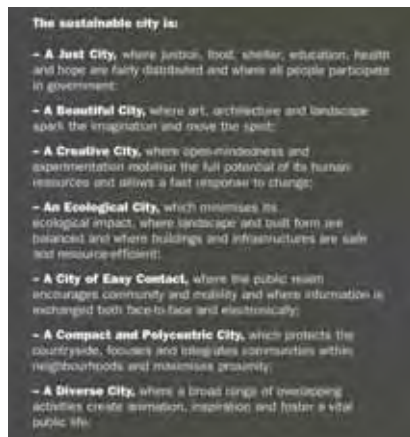 The sustainable city is:
– A Just City, where justice, food, shelter, education, health
and hope are fairly distributed and where all people participate
in government;
– A Beautiful City, where art, architecture and landscape
spark the imagination and move the spirit;
– A Creative City, where open-mindedness and
experimentation mobilise the full potential of its human
resources and allows a fast response to change;
– An Ecological City, which minimises its
ecological impact, where landscape and built form are
balanced and where buildings and infrastructures are safe
and resource-efficient;
– A City of Easy Contact, where the public realm
encourages community and mobility and where information is
exchanged both face-to-face and electronically;
– A Compact and Polycentric City, which protects the
countryside, focuses and integrates communities within
neighbourhoods and maximises proximity;
– A Diverse City, where a broad range of overlapping
activities create animation, inspiration and foster a vital
public life.